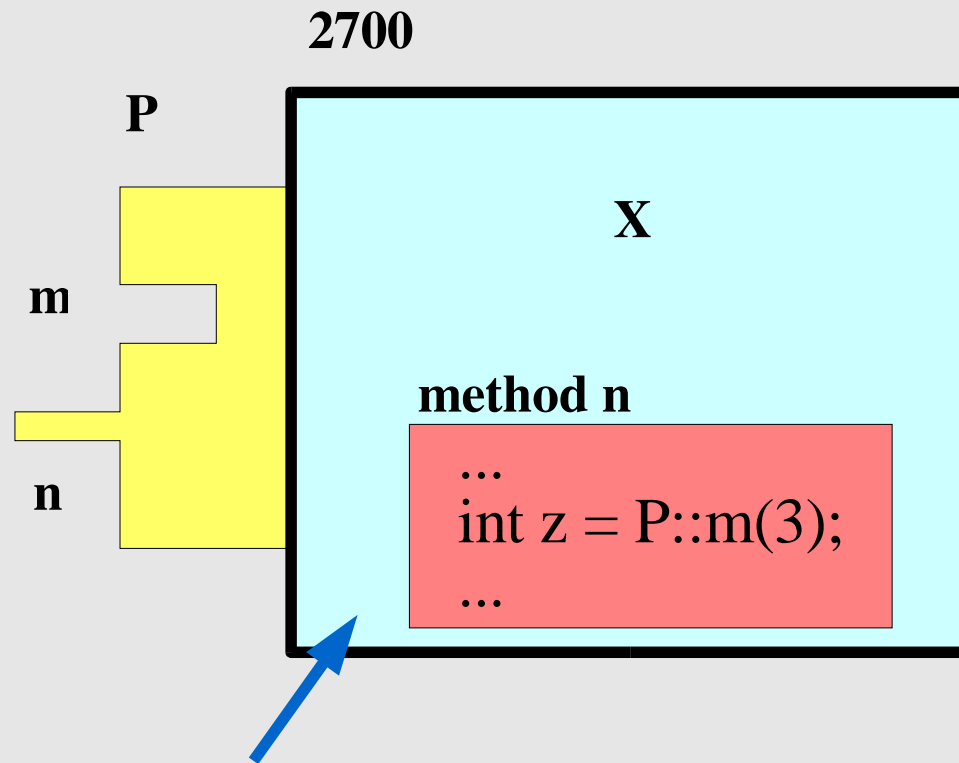 2700
P
X
m
method n
n
...
int z = P::m(3);
...